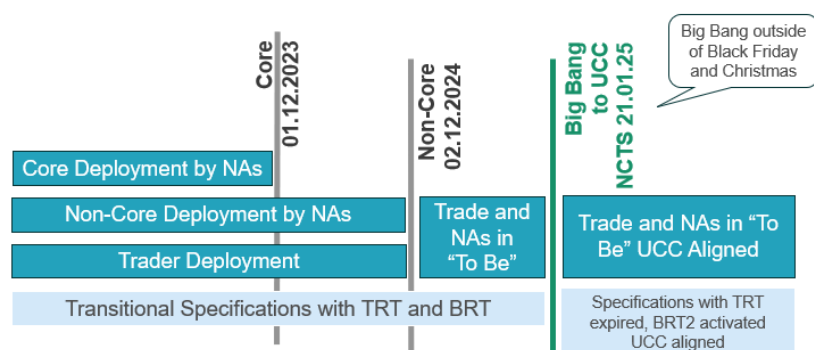 Core
01.12.2023
Non-Core
02.12.2024
Big Bang
to UCC
NCTS 21.01.25
Big Bang outside
of Black Friday
and Christmas
Core Deployment by NAs
Non-Core Deployment by NAs
Trader Deployment
Trade and
NAs in
“To Be”
Trade and NAs in “To
Be” UCC Aligned
Transitional Specifications with TRT and BRT
Specifications with TRT
expired, BRT2 activated
UCC aligned